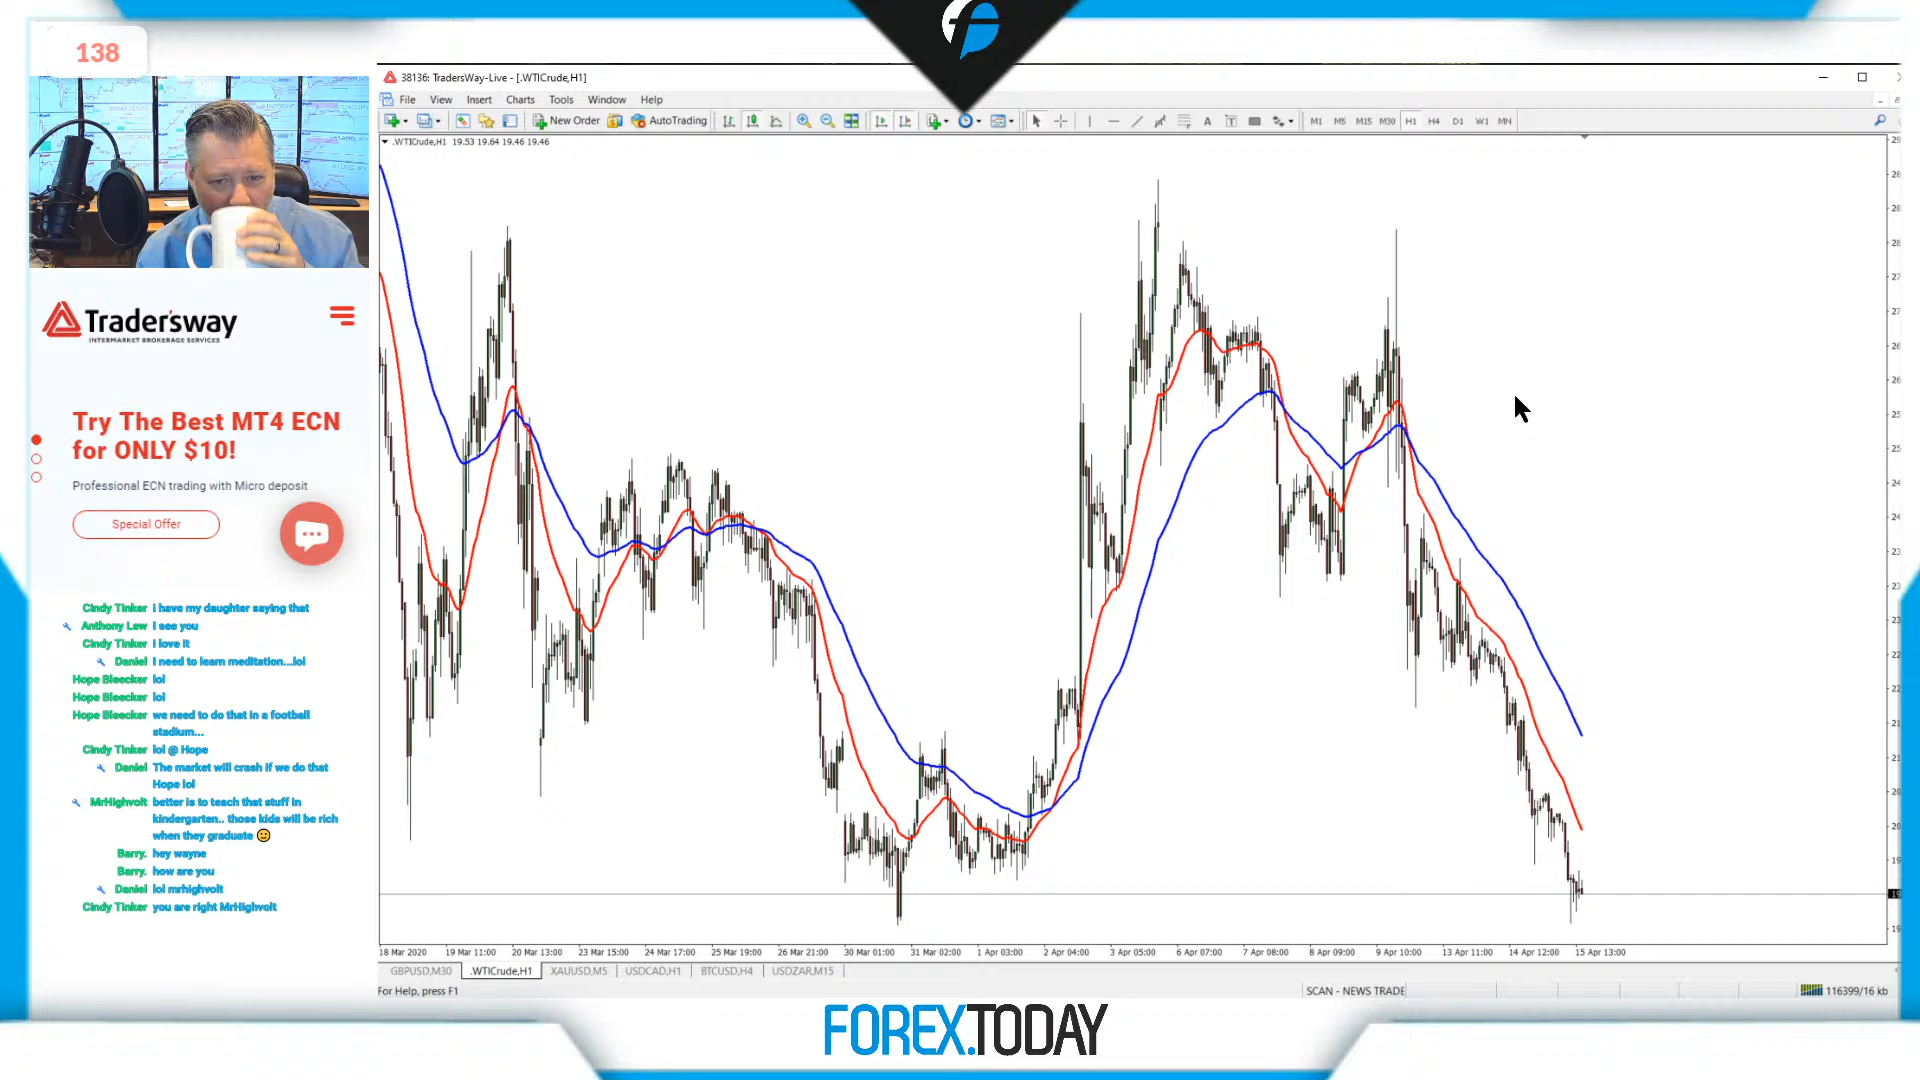 138
38136: TradersWay-Live - [.WTICrude,H1]
File View Insert Charts Tools Window Help
New Order AutoTrading A T M1 M5 M15 M30 H1 H4 D1 W1 MN
.WTICrude,H1 19.53 19.64 19.46 19.46
Trader'sway
INTERMARKET BROKERAGE SERVICES
Try The Best MT4 ECN
for ONLY $10!
Professional ECN trading with Micro deposit
Special Offer
Cindy Tinker i have my daughter saying that
Anthony Lew I see you
Cindy Tinker i love it
Daniel I need to learn meditation...lol
Hope Bleecker lol
Hope Bleecker lol
Hope Bleecker we need to do that in a football
stadium...
Cindy Tinker lol @ Hope
Daniel The market will crash if we do that
Hope lol
MrHighvolt better is to teach that stuff in
kindergarten.. those kids will be rich
when they graduate
Barry. hey wayne
Barry. how are you
Daniel lol mrhighvolt
Cindy Tinker you are right MrHighvolt
18 Mar 2020 19 Mar 11:00 20 Mar 13:00 23 Mar 15:00 24 Mar 17:00 25 Mar 19:00 26 Mar 21:00 30 Mar 01:00 31 Mar 02:00 1 Apr 03:00 2 Apr 04:00 3 Apr 05:00 6 Apr 07:00 7 Apr 08:00 8 Apr 09:00 9 Apr 10:00 13 Apr 11:00 14 Apr 12:00 15 Apr 13:00
GBPUSD,M30 .WTICrude,H1 XAUUSD,M5 USDCAD,H1 BTCUSD,H4 USDZAR,M15
For Help, press F1
SCAN - NEWS TRADE
116399/16 kb
FOREX.TODAY